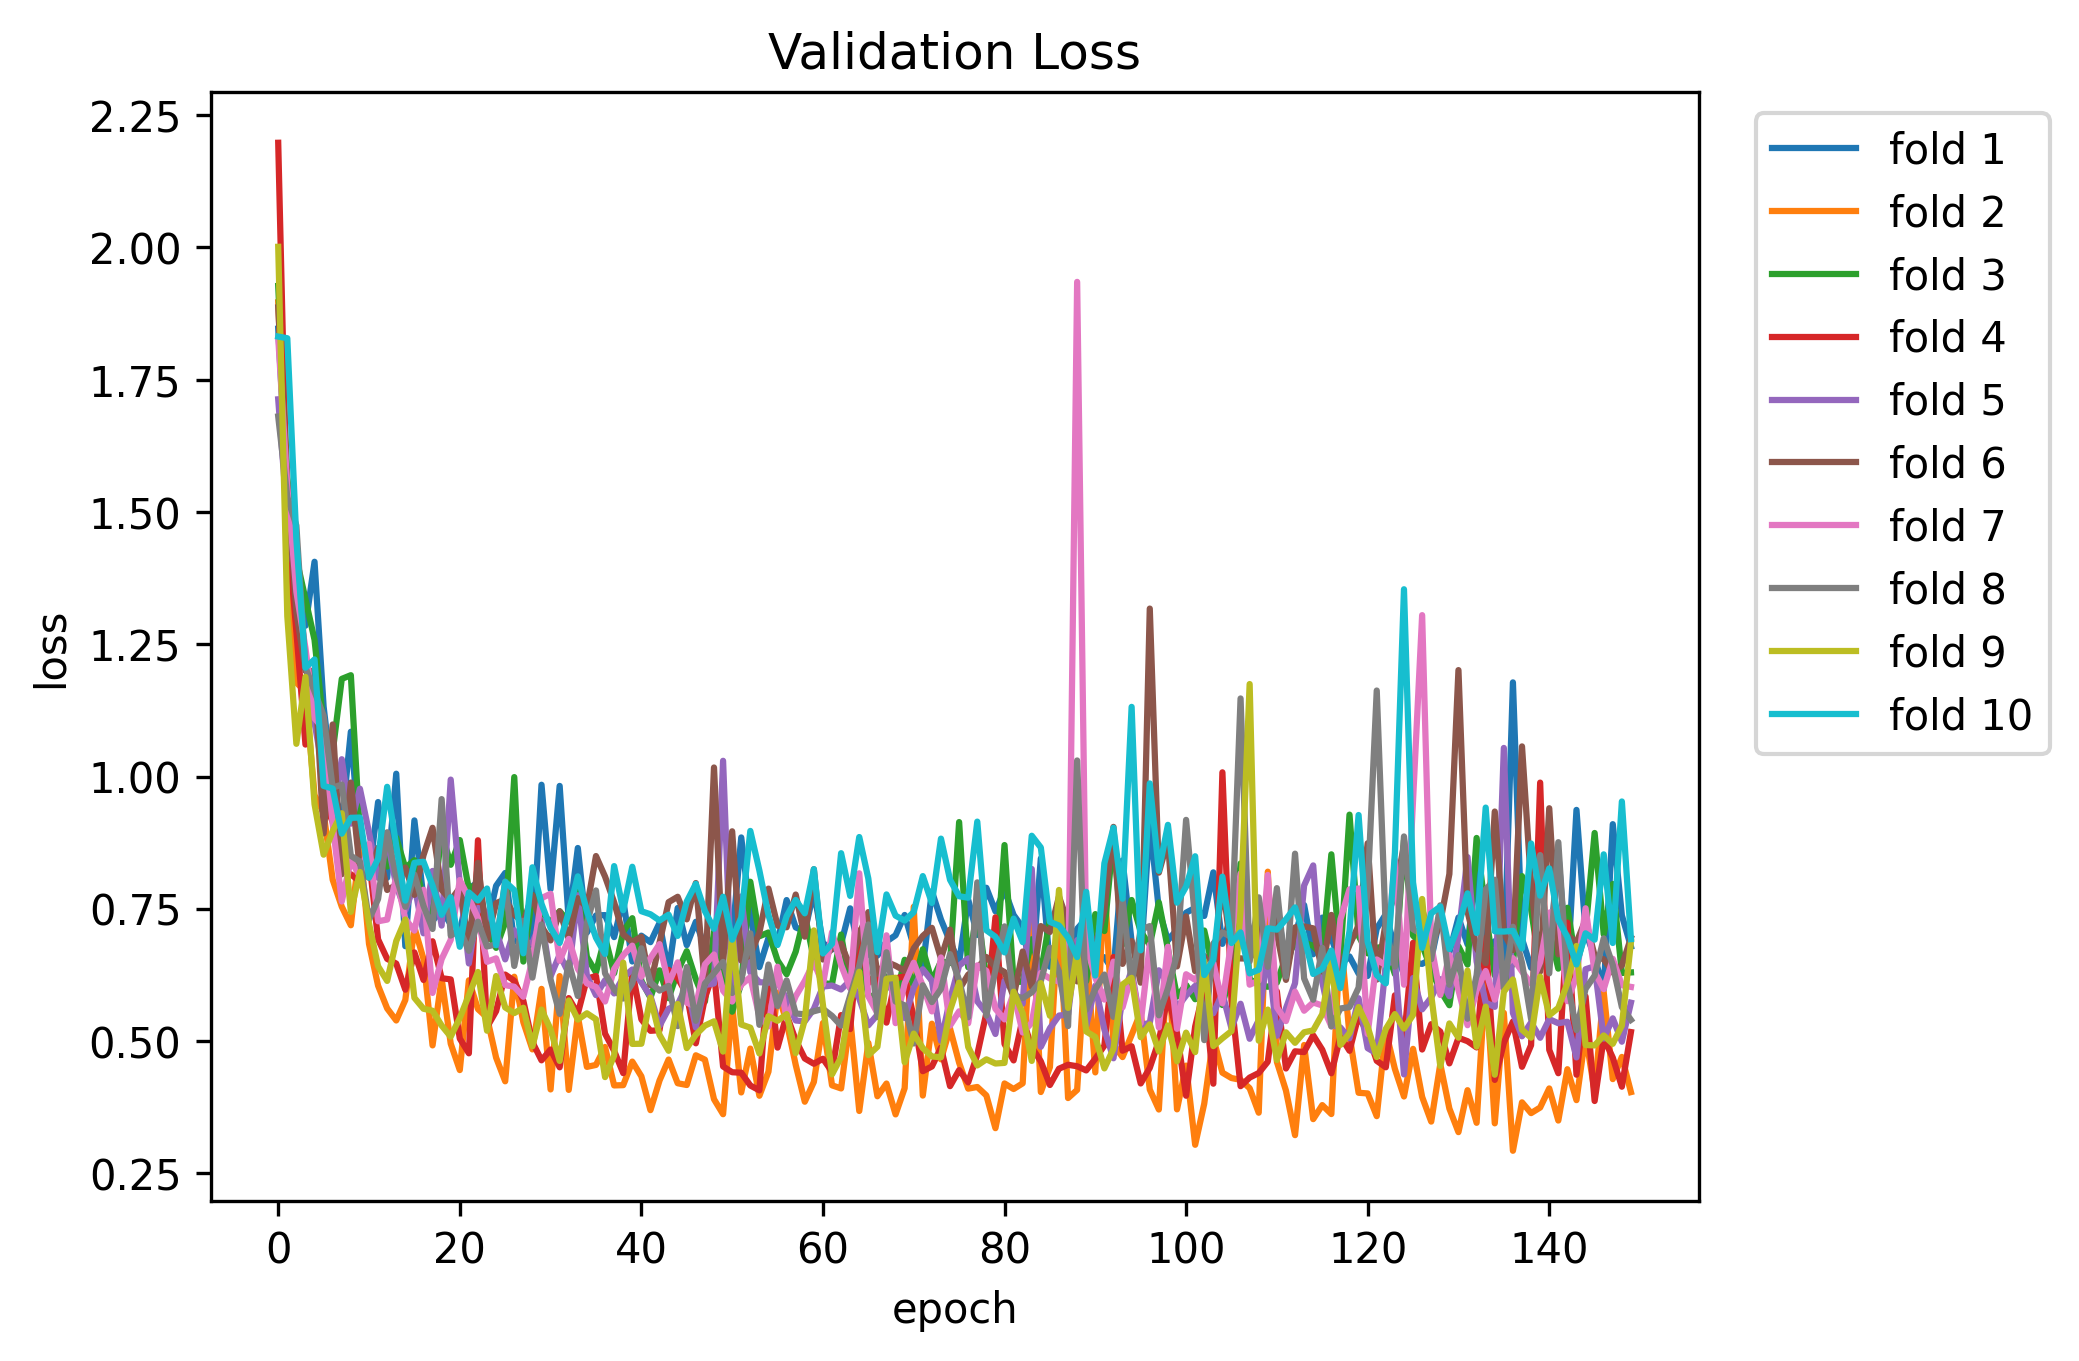 Validation Loss
2.25
2.00
1.75
1.50
1.25
1.00
0.75
0.50
0.25
loss
0
20
40
60
80
100
120
140
epoch
fold 1
fold 2
fold 3
fold 4
fold 5
fold 6
fold 7
fold 8
fold 9
fold 10